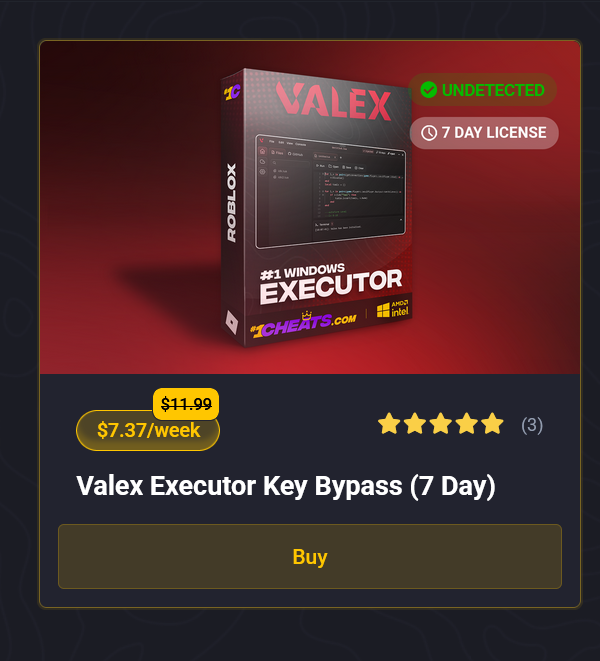 #1C
VALEX
UNDETECTED
7 DAY LICENSE
ROBLOX
#1 WINDOWS
EXECUTOR
#1CHEATS.COM
AMD
intel
$11.99
$7.37/week
(3)
Valex Executor Key Bypass (7 Day)
Buy